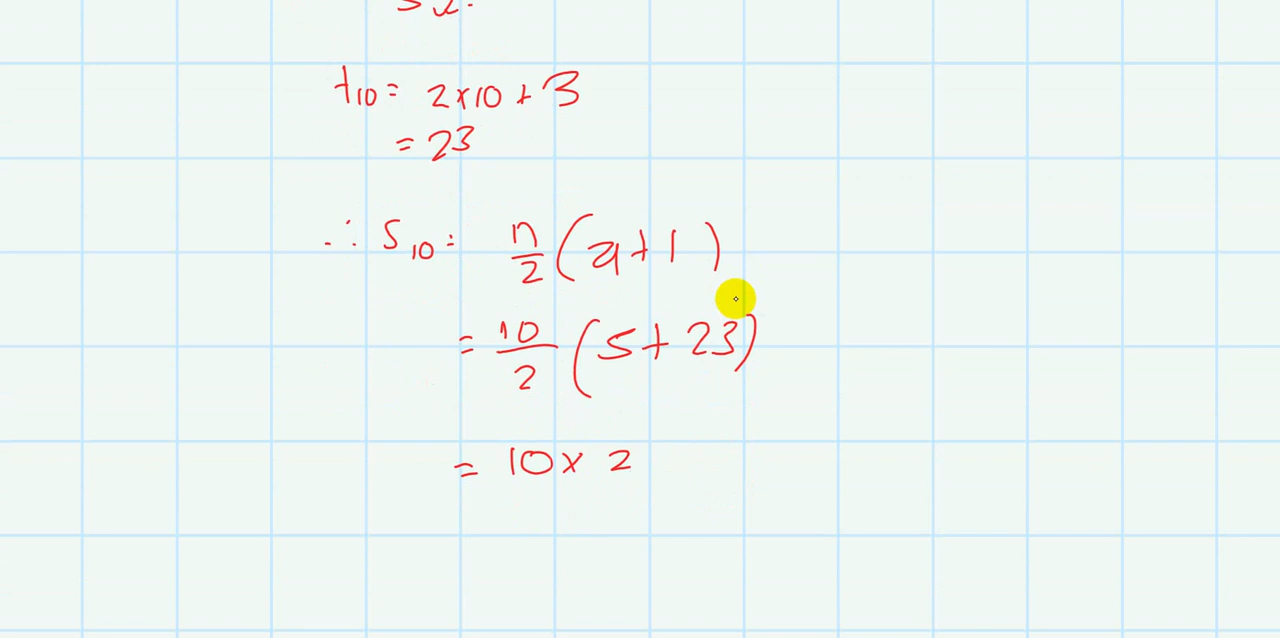 t10 = 2×10 + 3
= 23
∴ S10 = n/2 (a + l)
= 10/2 (5 + 23)
= 10 × 2